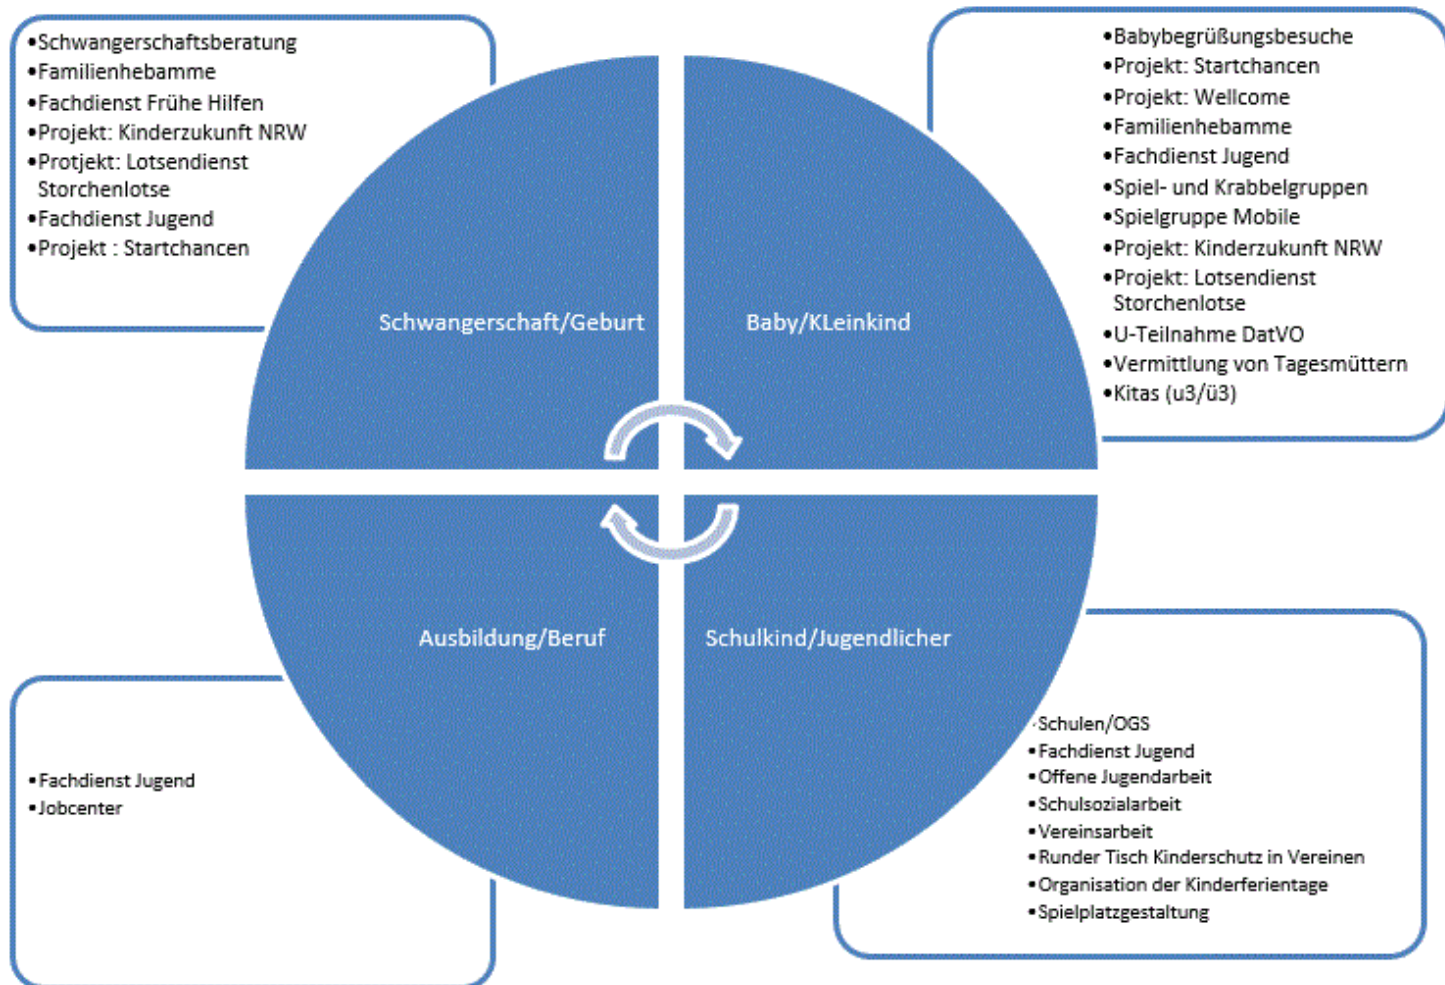 •Schwangerschaftsberatung
•Familienhebamme
•Fachdienst Frühe Hilfen
•Projekt: Kinderzukunft NRW
•Protjekt: Lotsendienst
Storchenlotse
•Fachdienst Jugend
•Projekt : Startchancen
•Babybegrüßungsbesuche
•Projekt: Startchancen
•Projekt: Wellcome
•Familienhebamme
•Fachdienst Jugend
•Spiel- und Krabbelgruppen
•Spielgruppe Mobile
•Projekt: Kinderzukunft NRW
•Projekt: Lotsendienst
Storchenlotse
•U-Teilnahme DatVO
•Vermittlung von Tagesmüttern
•Kitas (u3/ü3)
Schwangerschaft/Geburt
Baby/KLeinkind
Ausbildung/Beruf
Schulkind/Jugendlicher
•Fachdienst Jugend
•Jobcenter
•Schulen/OGS
•Fachdienst Jugend
•Offene Jugendarbeit
•Schulsozialarbeit
•Vereinsarbeit
•Runder Tisch Kinderschutz in Vereinen
•Organisation der Kinderferientage
•Spielplatzgestaltung